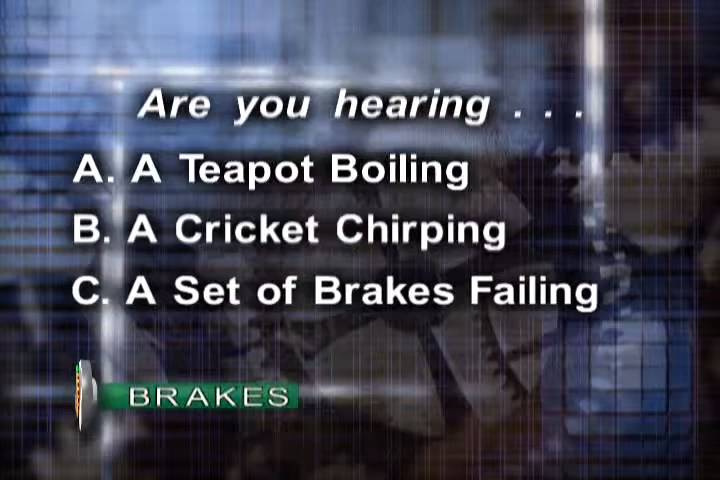 Are you hearing . . .
A. A Teapot Boiling
B. A Cricket Chirping
C. A Set of Brakes Failing
BRAKES